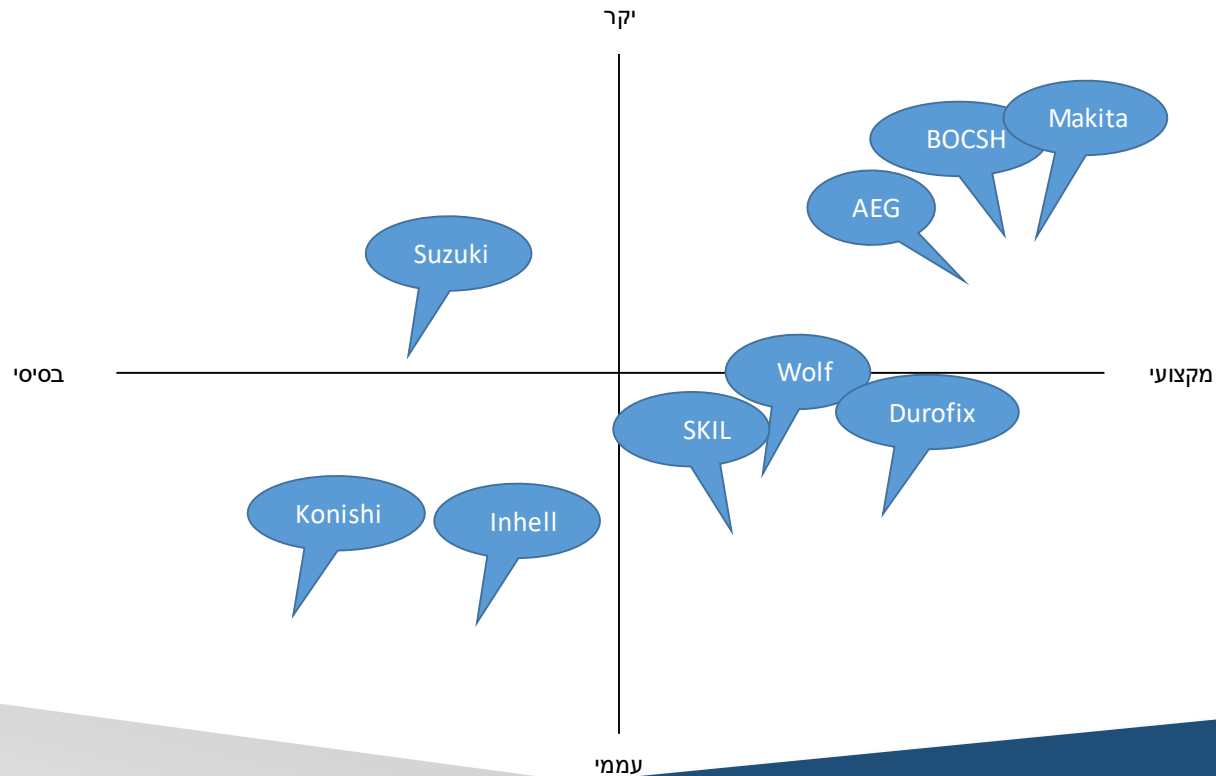 יקר
Makita
BOCSH
AEG
Suzuki
Wolf
בסיסי
מקצועי
Durofix
SKIL
Konishi
Inhell
עממי